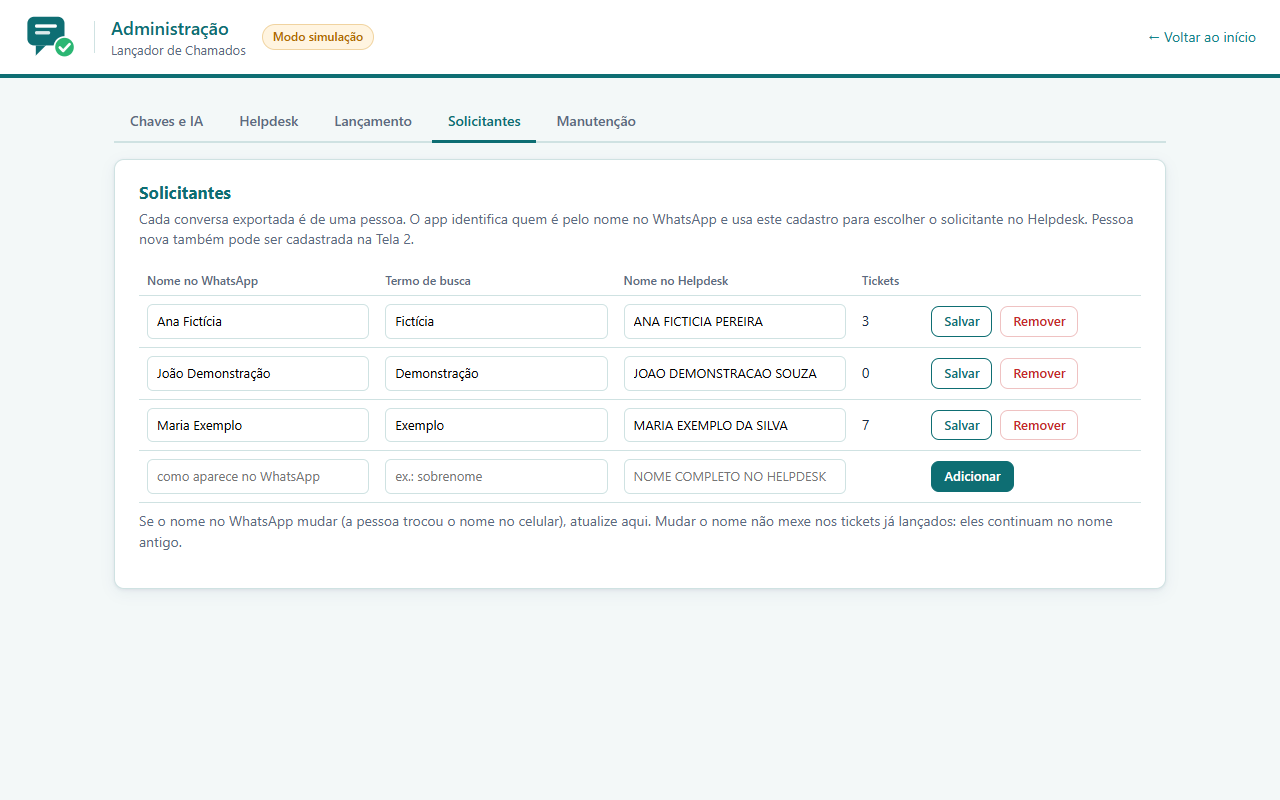 Administração
Lançador de Chamados
Modo simulação
← Voltar ao início
Chaves e IA
Helpdesk
Lançamento
Solicitantes
Manutenção
Solicitantes
Cada conversa exportada é de uma pessoa. O app identifica quem é pelo nome no WhatsApp e usa este cadastro para escolher o solicitante no Helpdesk. Pessoa
nova também pode ser cadastrada na Tela 2.
Nome no WhatsApp Termo de busca Nome no Helpdesk Tickets
Ana Fictícia Fictícia ANA FICTICIA PEREIRA 3 Salvar Remover
João Demonstração Demonstração JOAO DEMONSTRACAO SOUZA 0 Salvar Remover
Maria Exemplo Exemplo MARIA EXEMPLO DA SILVA 7 Salvar Remover
como aparece no WhatsApp ex.: sobrenome NOME COMPLETO NO HELPDESK Adicionar
Se o nome no WhatsApp mudar (a pessoa trocou o nome no celular), atualize aqui. Mudar o nome não mexe nos tickets já lançados: eles continuam no nome
antigo.